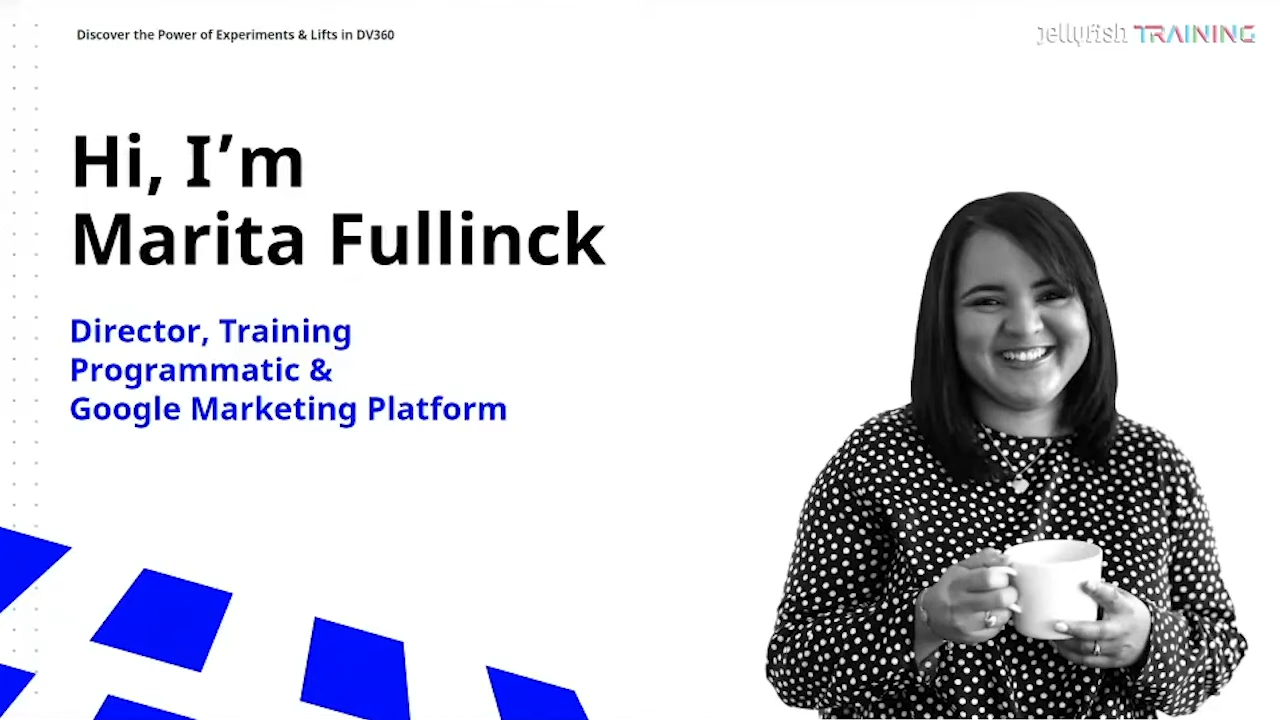 Discover the Power of Experiments & Lifts in DV360
jellyfish TRAINING
Hi, I’m
Marita Fullinck
Director, Training
Programmatic &
Google Marketing Platform